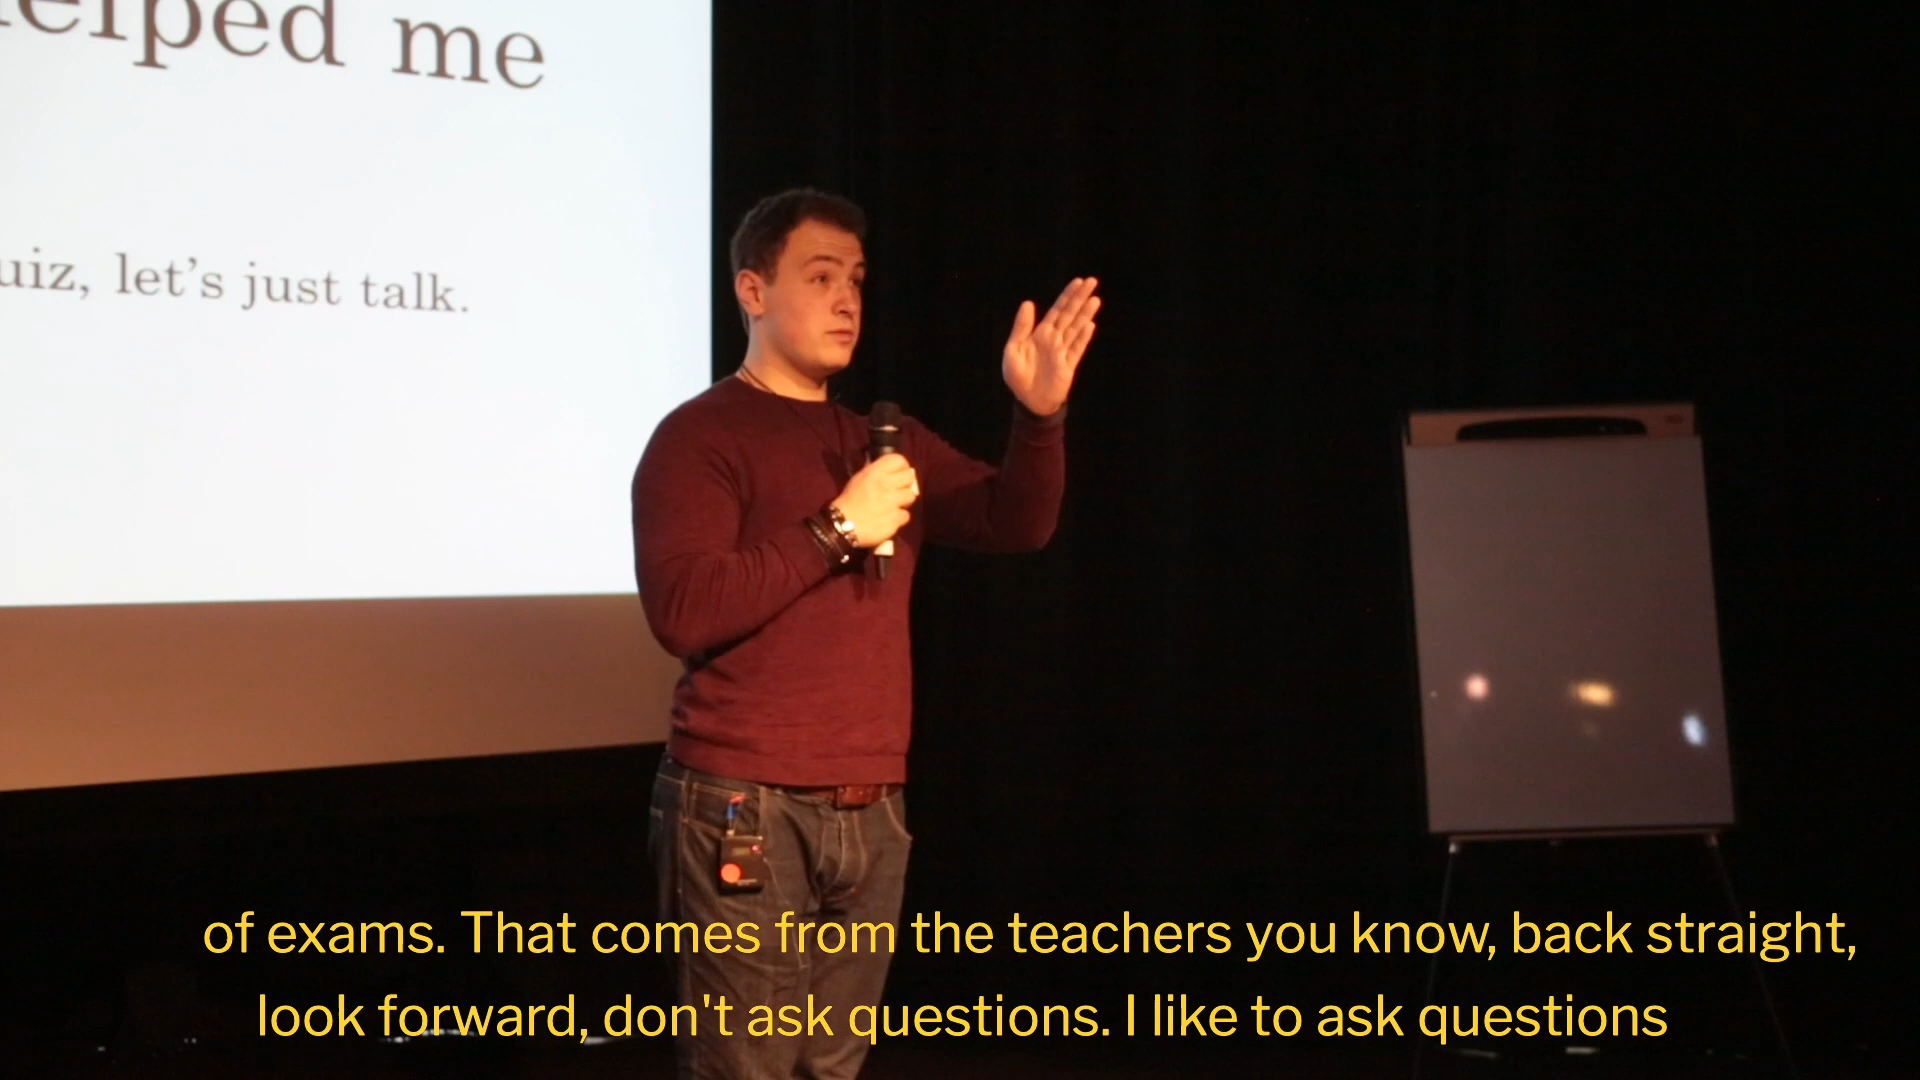 elped me
uiz, let's just talk.
of exams. That comes from the teachers you know, back straight,
look forward, don't ask questions. I like to ask questions